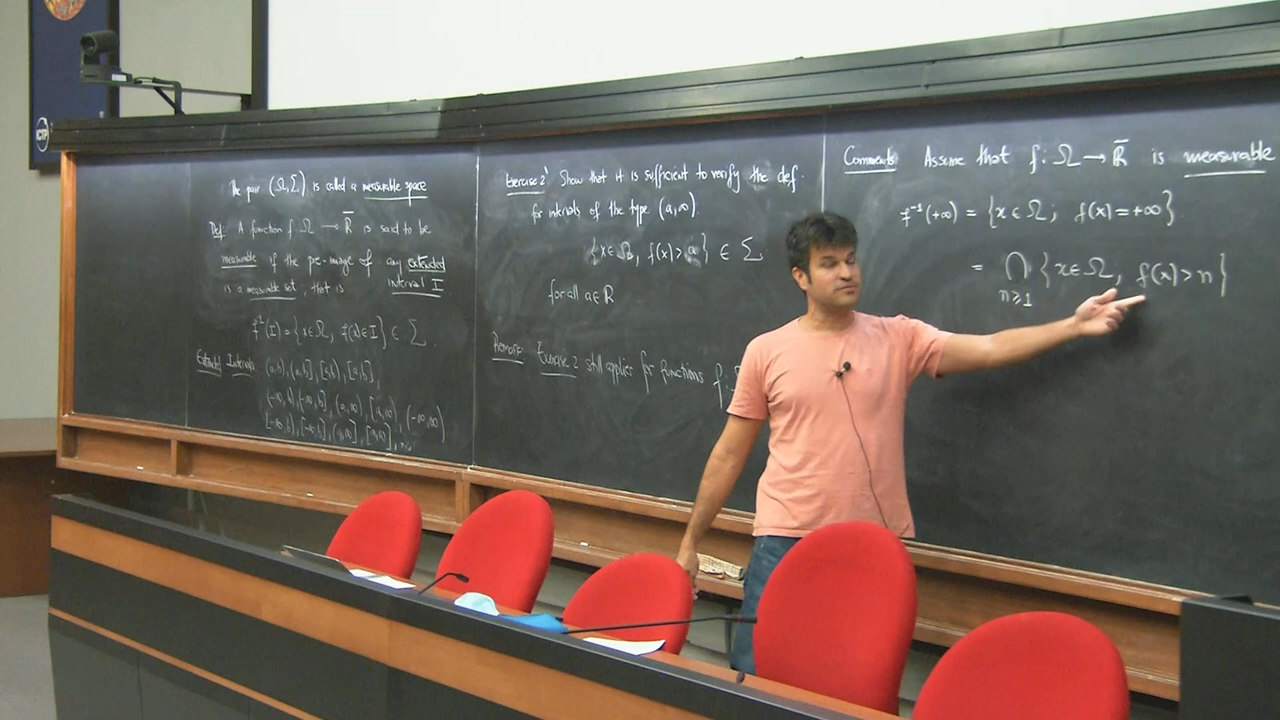 ICTP
The pair (Ω, Σ) is called a measurable space
Def: A function f: Ω → ℝ̅ is said to be
measurable if the pre-image of any extended
is a measurable set, that is interval I
f⁻¹(I) = {x ∈ Ω, f(x) ∈ I} ∈ Σ.
Extended Intervals (a,b), (a,b], [a,b), [a,b],
(-∞,b), (-∞,b], (a,∞), [a,∞), (-∞,∞)
[-∞,b), [-∞,b], (a,∞], [a,∞],
Exercise 2' Show that it is sufficient to verify the def.
for intervals of the type (a,∞).
{x ∈ Ω, f(x) > a} ∈ Σ
for all a ∈ ℝ
Remark: Exercise 2 still applies for functions f:
Comments Assume that f: Ω → ℝ̅ is measurable
f⁻¹(+∞) = {x ∈ Ω; f(x) = +∞}
= ⋂ {x ∈ Ω, f(x) > n}
n ≥ 1